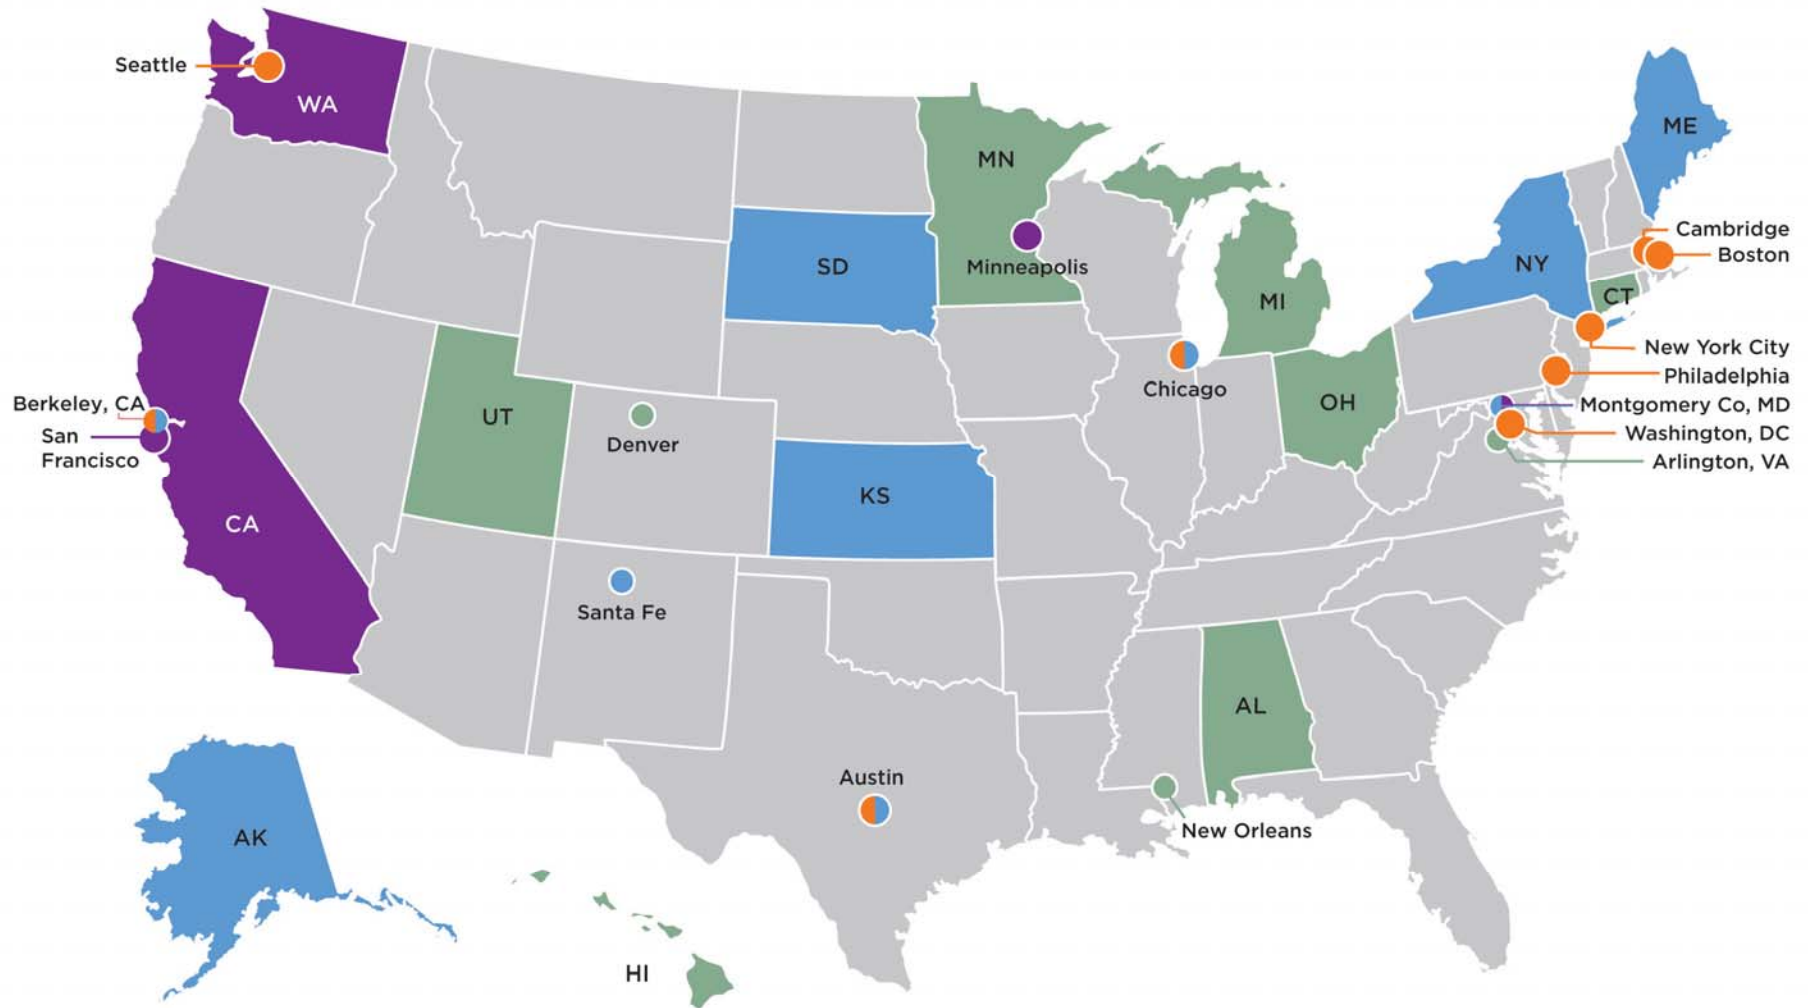 Seattle
WA
MN
ME
Cambridge
Boston
SD
Minneapolis
NY
MI
CT
New York City
Philadelphia
Chicago
OH
Montgomery Co, MD
Washington, DC
Arlington, VA
Berkeley, CA
San
Francisco
UT
Denver
KS
CA
Santa Fe
AL
Austin
New Orleans
AK
HI